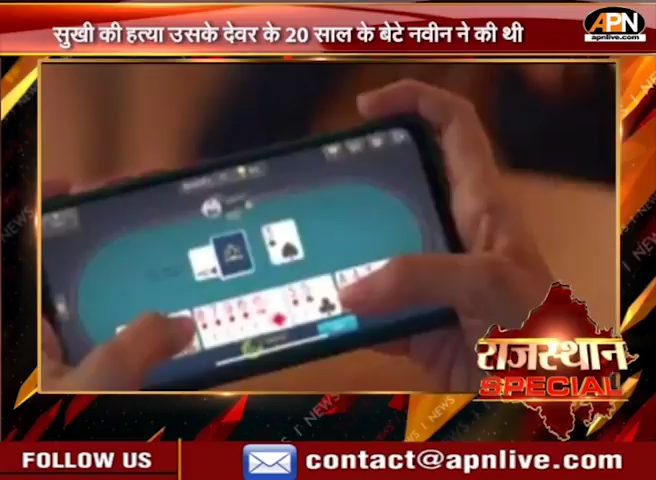 सुखी की हत्या उसके देवर के 20 साल के बेटे नवीन ने की थी
APN
apnlive.com
राजस्थान
SPECIAL
FOLLOW US
contact@apnlive.com